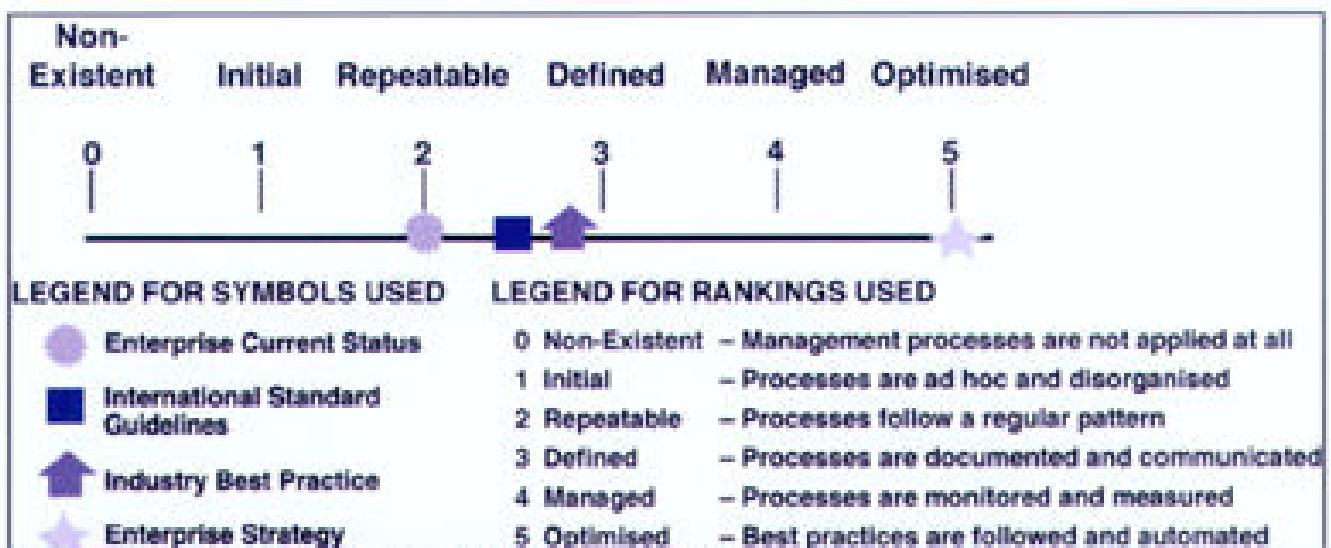 Non-
Existent Initial Repeatable Defined Managed Optimised
0 1 2 3 4 5
LEGEND FOR SYMBOLS USED
Enterprise Current Status
International Standard
Guidelines
Industry Best Practice
Enterprise Strategy
LEGEND FOR RANKINGS USED
0 Non-Existent – Management processes are not applied at all
1 Initial – Processes are ad hoc and disorganised
2 Repeatable – Processes follow a regular pattern
3 Defined – Processes are documented and communicated
4 Managed – Processes are monitored and measured
5 Optimised – Best practices are followed and automated